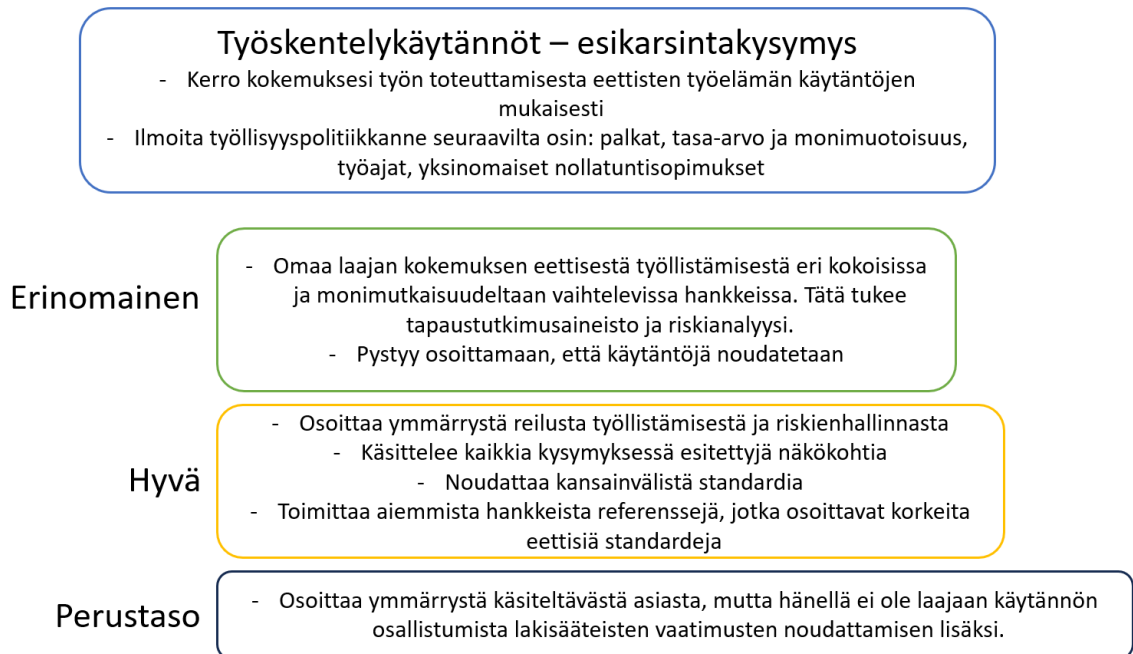 Työskentelykäytännöt – esikarsintakysymys
- Kerro kokemuksesi työn toteuttamisesta eettisten työelämän käytäntöjen
mukaisesti
- Ilmoita työllisyyspolitiikkanne seuraavilta osin: palkat, tasa-arvo ja monimuotoisuus,
työajat, yksinomaiset nollatuntisopimukset
Erinomainen
- Omaa laajan kokemuksen eettisestä työllistämisestä eri kokoisissa
ja monimutkaisuudeltaan vaihtelevissa hankkeissa. Tätä tukee
tapaustutkimusaineisto ja riskianalyysi.
- Pystyy osoittamaan, että käytäntöjä noudatetaan
Hyvä
- Osoittaa ymmärrystä reilusta työllistämisestä ja riskienhallinnasta
- Käsittelee kaikkia kysymyksessä esitettyjä näkökohtia
- Noudattaa kansainvälistä standardia
- Toimittaa aiemmista hankkeista referenssejä, jotka osoittavat korkeita
eettisiä standardeja
Perustaso
- Osoittaa ymmärrystä käsiteltävästä asiasta, mutta hänellä ei ole laajaan käytännön
osallistumista lakisääteisten vaatimusten noudattamisen lisäksi.